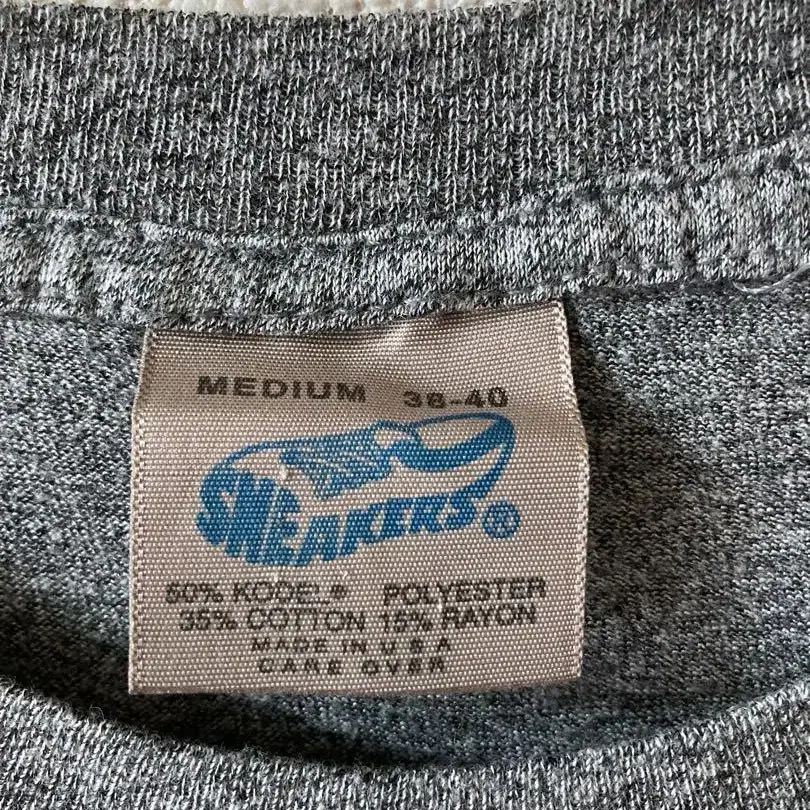 MEDIUM 38-40
SNEAKERS®
50% KODEL® POLYESTER
35% COTTON 15% RAYON
MADE IN U S A
CARE OVER